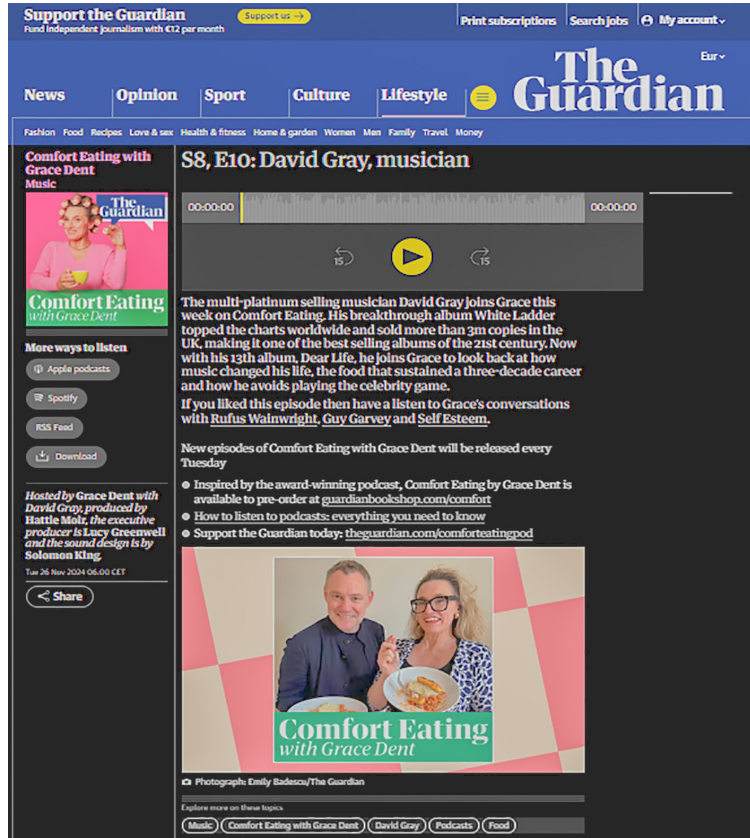 Support the Guardian
Fund independent journalism with €12 per month
Support us →
Print subscriptions
Search jobs
My account
Eur
The Guardian
News
Opinion
Sport
Culture
Lifestyle
Fashion Food Recipes Love & sex Health & fitness Home & garden Women Men Family Travel Money
Comfort Eating with
Grace Dent
Music
The
Guardian
Comfort Eating
with Grace Dent
More ways to listen
Apple podcasts
Spotify
RSS Feed
Download
Hosted by Grace Dent with
David Gray, produced by
Hattie Moir, the executive
producer is Lucy Greenwell
and the sound design is by
Solomon King.
Tue 26 Nov 2024 06.00 CET
Share
S8, E10: David Gray, musician
00:00:00
00:00:00
15
15
The multi-platinum selling musician David Gray joins Grace this
week on Comfort Eating. His breakthrough album White Ladder
topped the charts worldwide and sold more than 3m copies in the
UK, making it one of the best selling albums of the 21st century. Now
with his 13th album, Dear Life, he joins Grace to look back at how
music changed his life, the food that sustained a three-decade career
and how he avoids playing the celebrity game.
If you liked this episode then have a listen to Grace's conversations
with Rufus Wainwright, Guy Garvey and Self Esteem.
New episodes of Comfort Eating with Grace Dent will be released every
Tuesday
● Inspired by the award-winning podcast, Comfort Eating by Grace Dent is
available to pre-order at guardianbookshop.com/comfort
● How to listen to podcasts: everything you need to know
● Support the Guardian today: theguardian.com/comforteatingpod
Comfort Eating
with Grace Dent
Photograph: Emily Badescu/The Guardian
Explore more on these topics
Music
Comfort Eating with Grace Dent
David Gray
Podcasts
Food